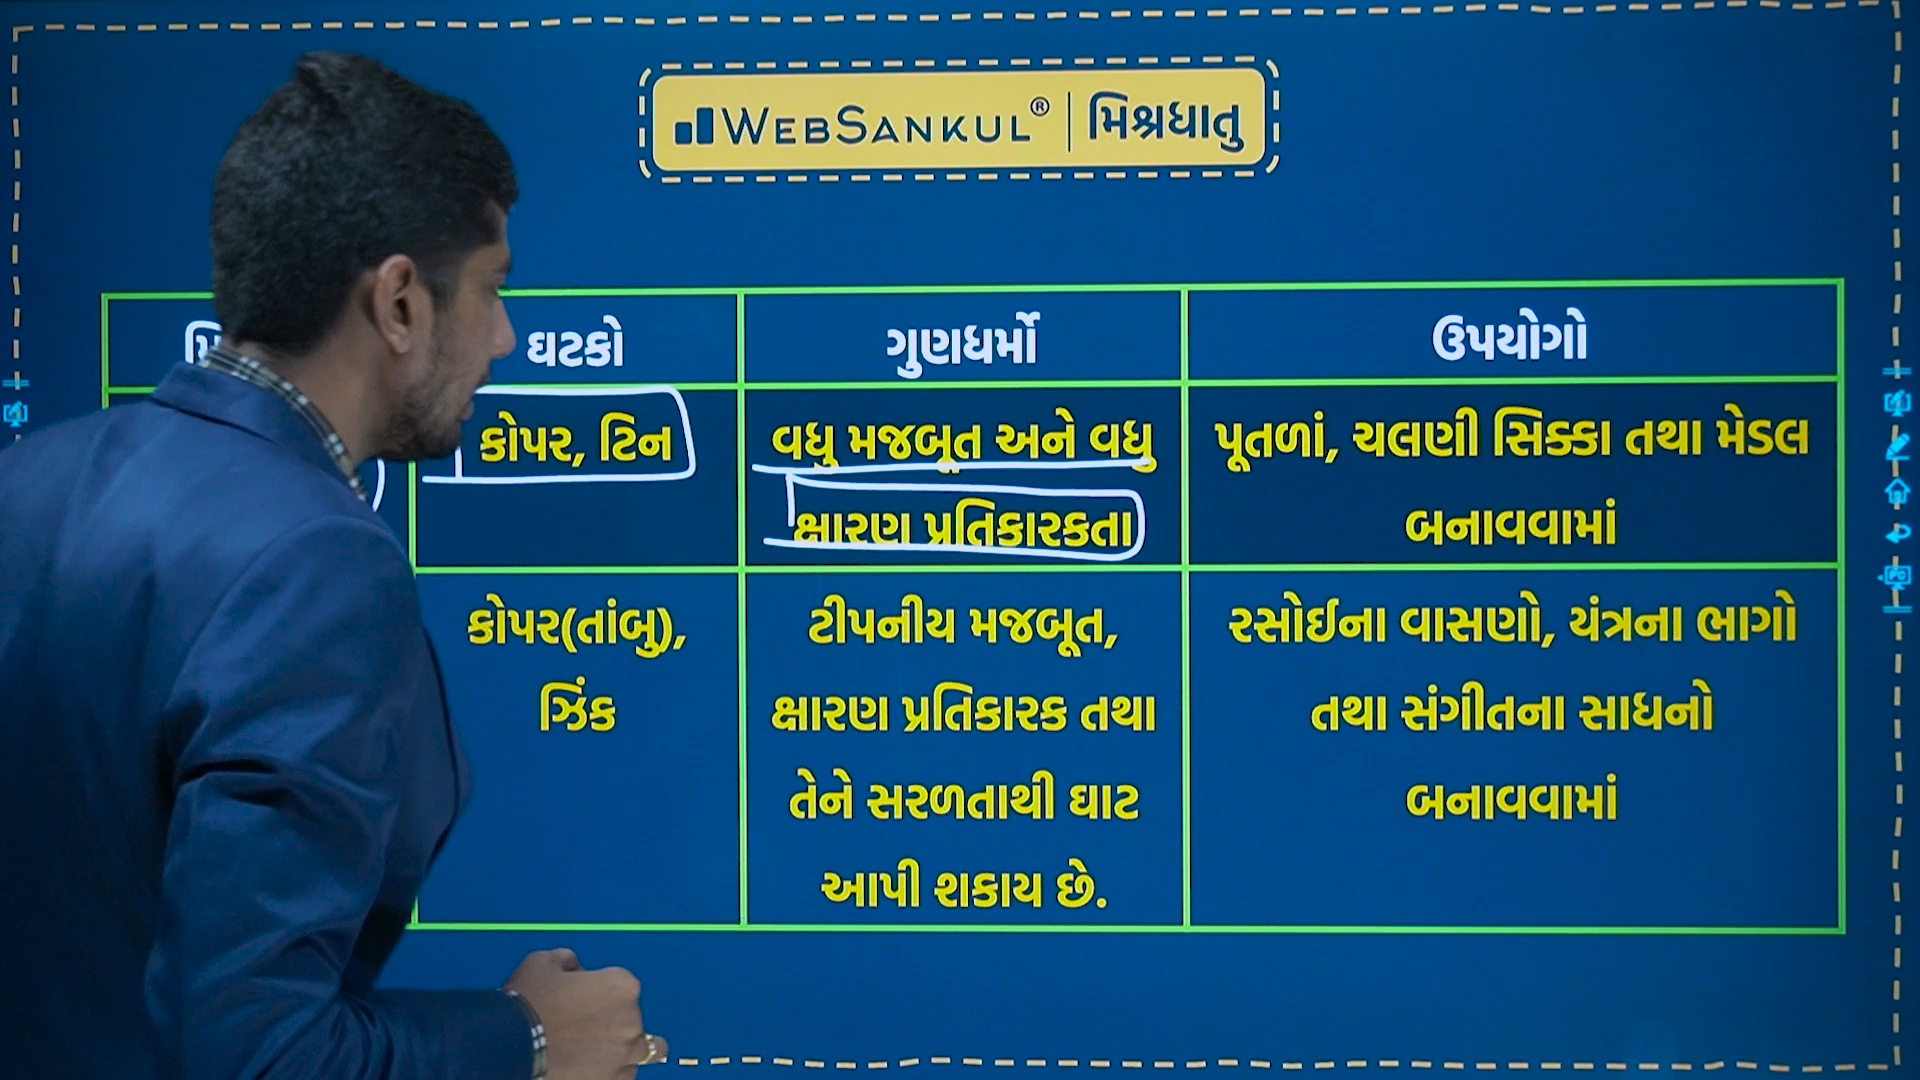 WEBSANKUL® | મિશ્રધાતુ
ઘટકો
ગુણધર્મો
ઉપયોગો
કોપર, ટિન
વધુ મજબૂત અને વધુ
ક્ષારણ પ્રતિકારકતા
પૂતળાં, ચલણી સિક્કા તથા મેડલ
બનાવવામાં
કોપર(તાંબુ),
ઝિંક
ટીપનીય મજબૂત,
ક્ષારણ પ્રતિકારક તથા
તેને સરળતાથી ઘાટ
આપી શકાય છે.
રસોઈના વાસણો, યંત્રના ભાગો
તથા સંગીતના સાધનો
બનાવવામાં